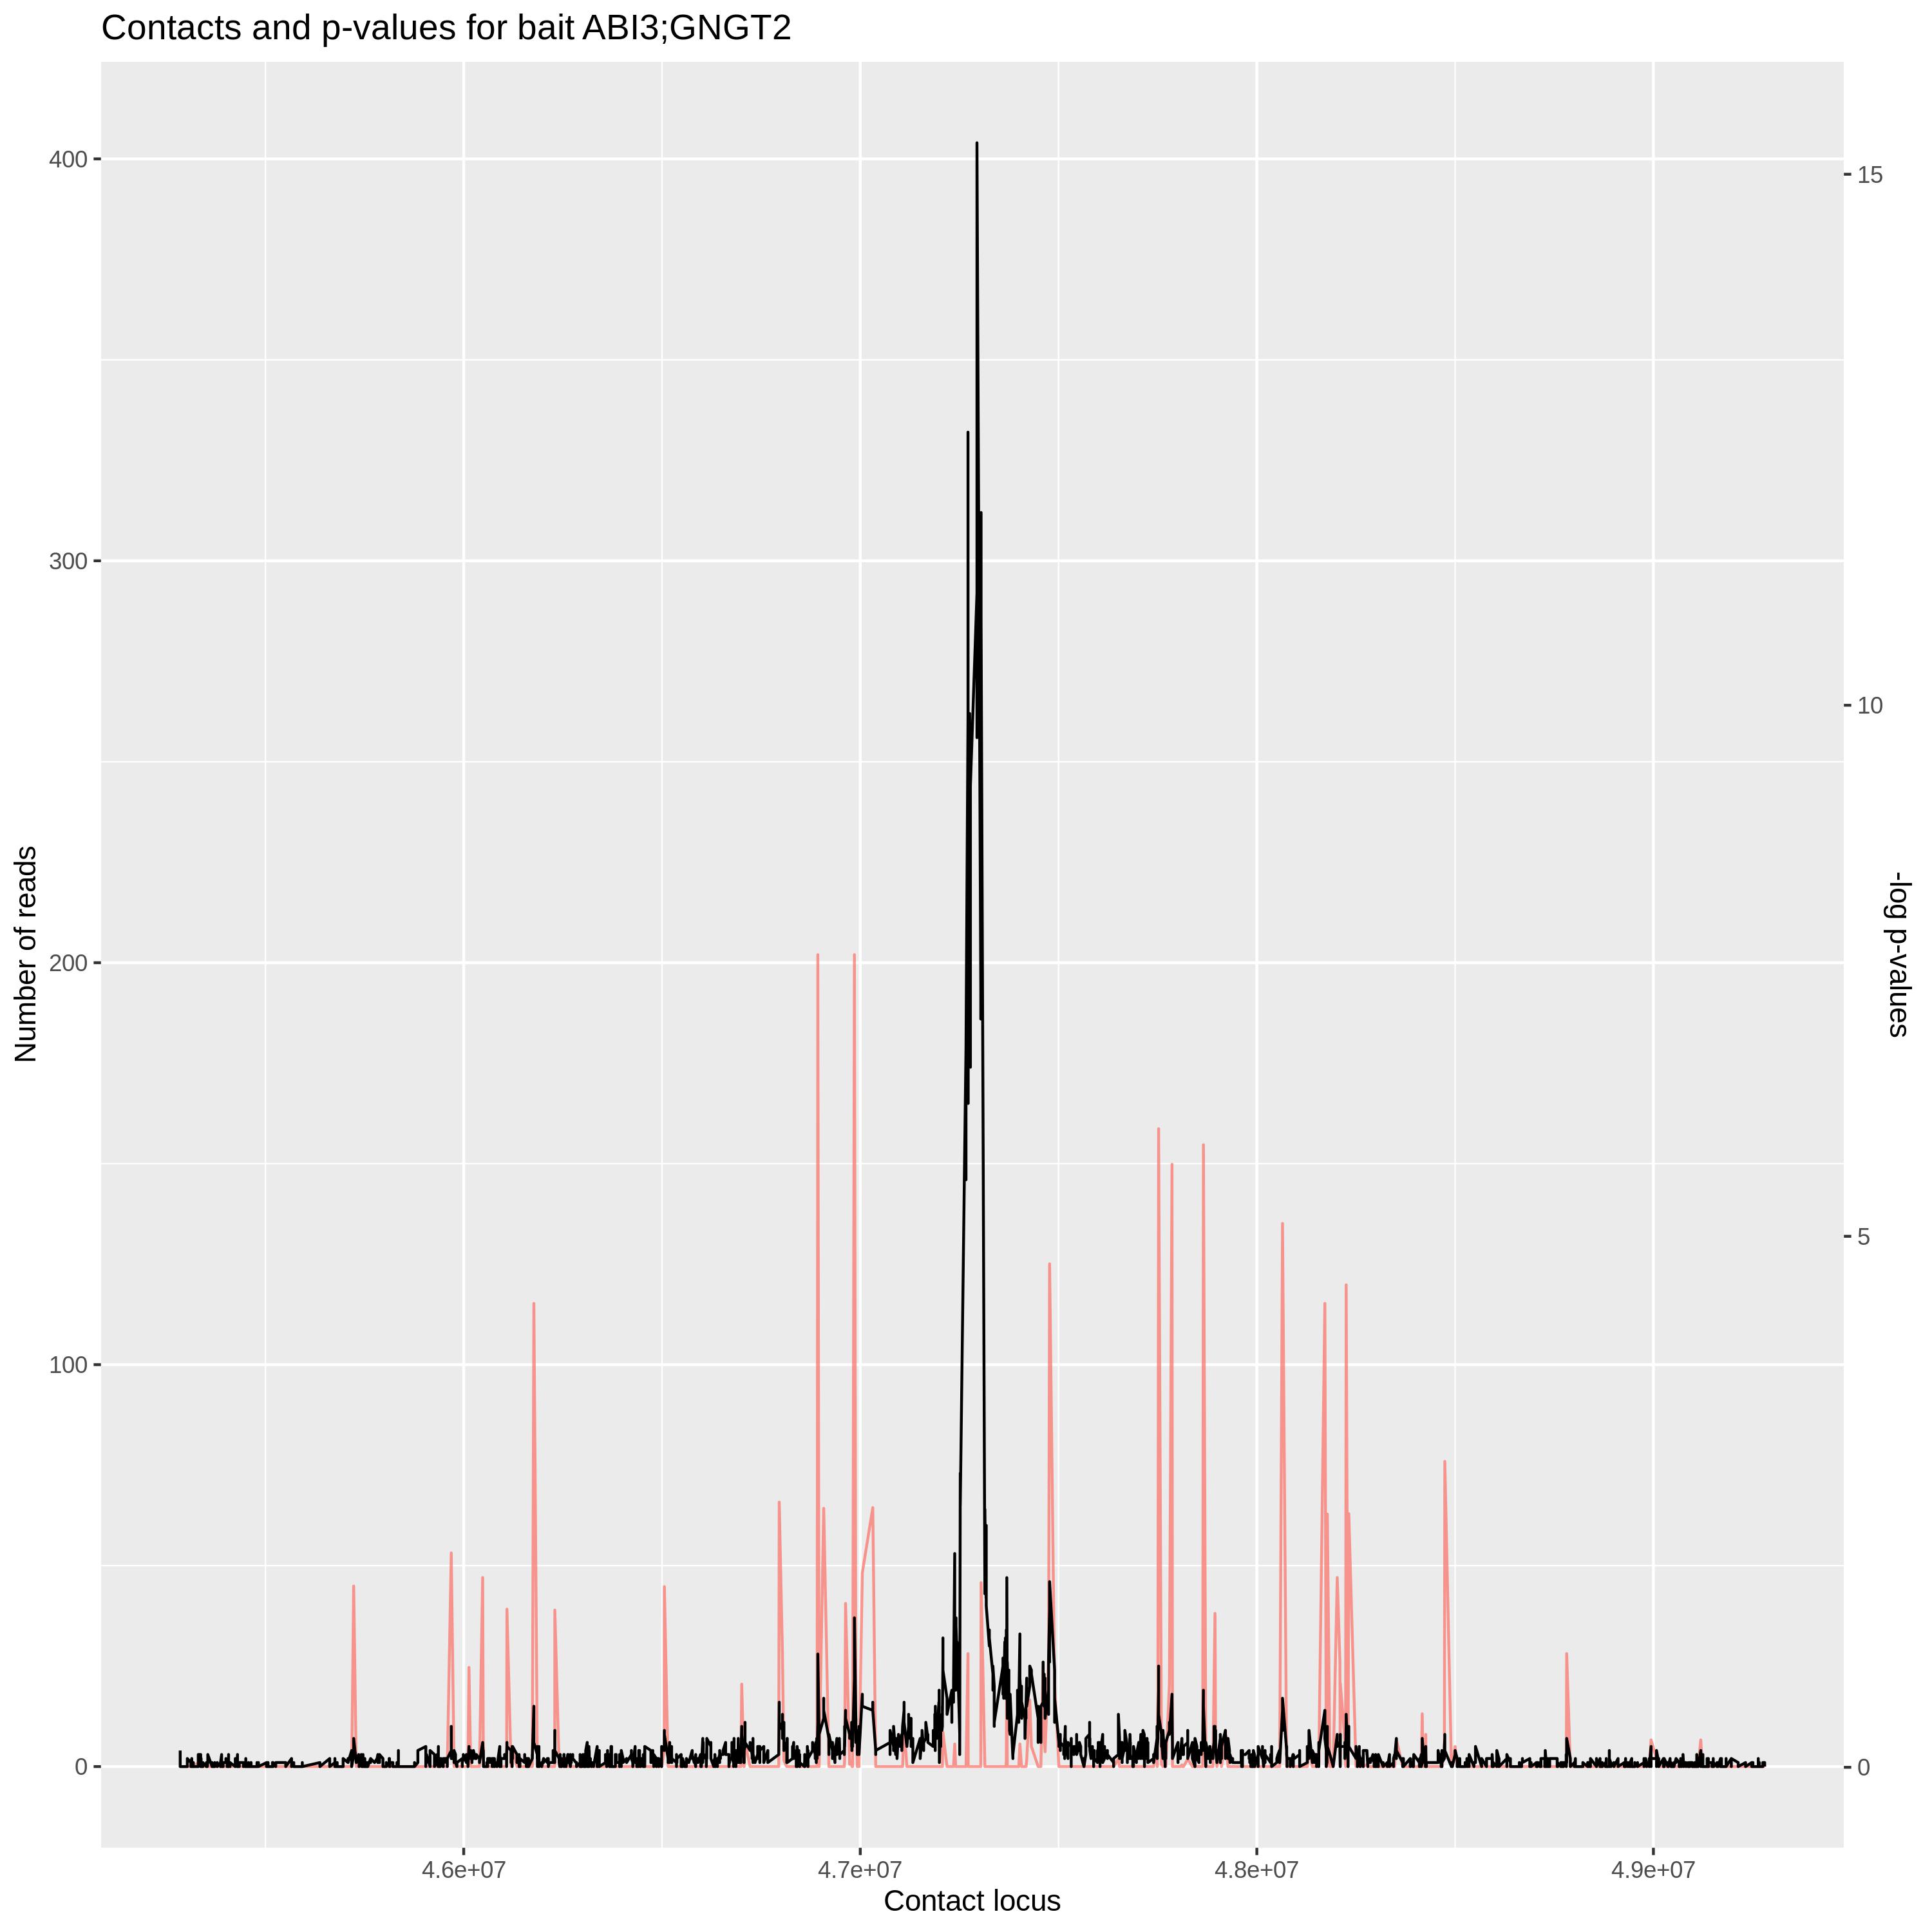 Contacts and p-values for bait ABI3;GNGT2
400
300
200
100
0
Number of reads
15
10
5
0
-log p-values
4.6e+07
4.7e+07
4.8e+07
4.9e+07
Contact locus